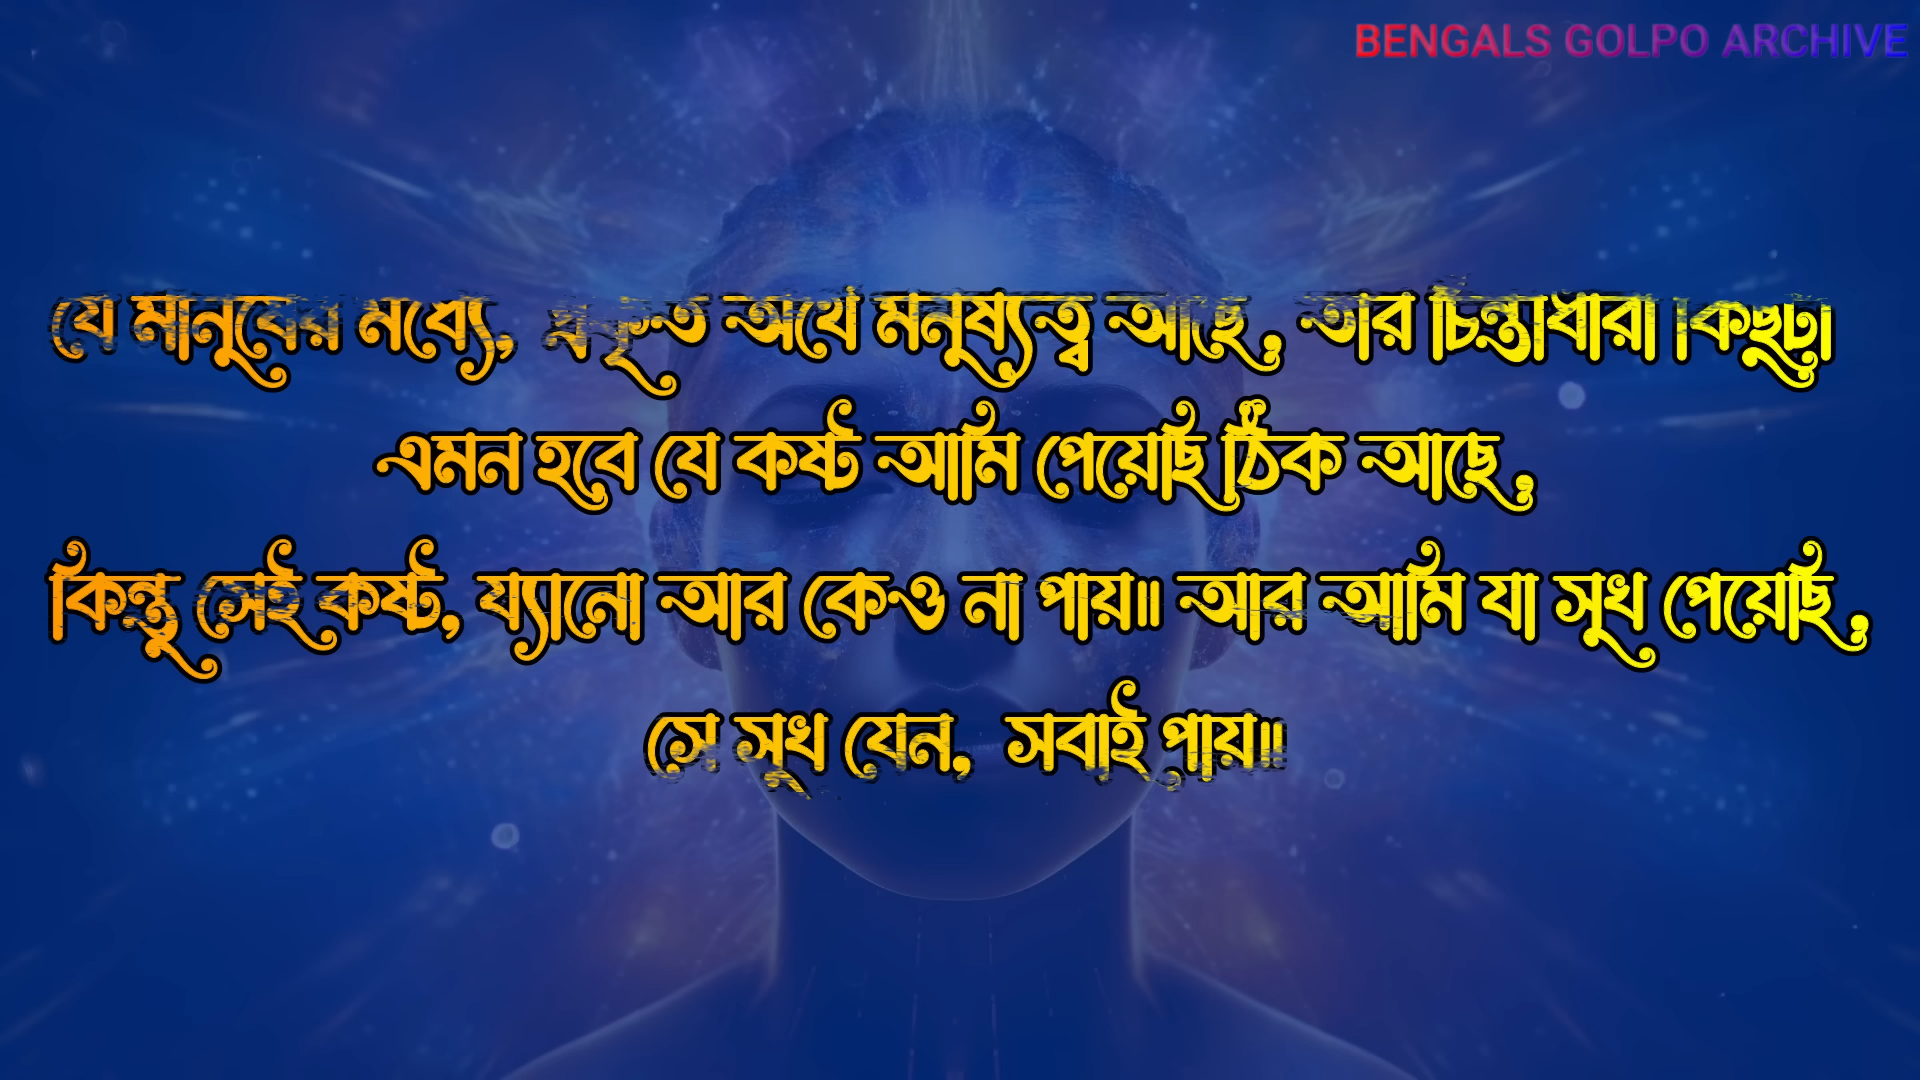 BENGALS GOLPO ARCHIVE
যে মানুষের মধ্যে, প্রকৃত অর্থে মনুষ্যত্ব আছে, তার চিন্তাধারা কিছুটা
এমন হবে যে কষ্ট আমি পেয়েছি ঠিক আছে,
কিন্তু সেই কষ্ট, য্যানো আর কেও না পায়॥ আর আমি যা সুখ পেয়েছি,
সে সুখ যেন, সবাই পায়॥